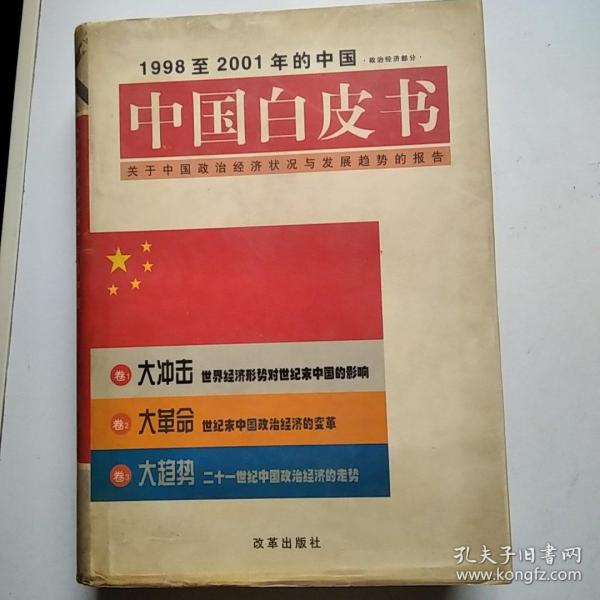 1998至2001年的中国 ·政治经济部分·
中国白皮书
关于中国政治经济状况与发展趋势的报告
卷1 大冲击 世界经济形势对世纪末中国的影响
卷2 大革命 世纪末中国政治经济的变革
卷3 大趋势 二十一世纪中国政治经济的走势
改革出版社
孔夫子旧书网
www.kongfz.com